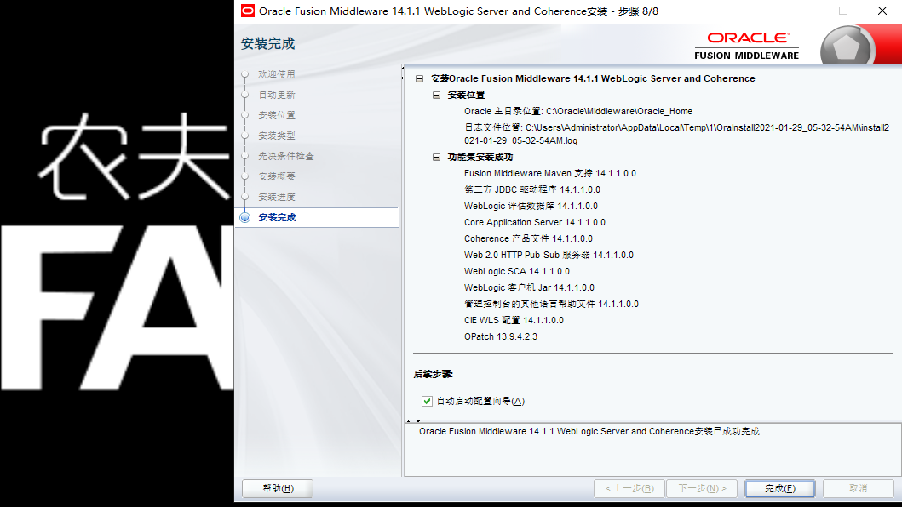 Oracle Fusion Middleware 14.1.1 WebLogic Server and Coherence安装 - 步骤 8/8
安装完成
ORACLE
FUSION MIDDLEWARE
欢迎使用
自动更新
安装位置
安装类型
先决条件检查
安装概要
安装进度
安装完成
安装Oracle Fusion Middleware 14.1.1 WebLogic Server and Coherence
安装位置
Oracle 主目录位置: C:\Oracle\Middleware\Oracle_Home
日志文件位置: C:\Users\Administrator\AppData\Local\Temp\1\OraInstall2021-01-29_05-32-54AM\install2
021-01-29_05-32-54AM.log
功能集安装成功
Fusion Middleware Maven 支持 14.1.1.0.0
第三方 JDBC 驱动程序 14.1.1.0.0
WebLogic 评估数据库 14.1.1.0.0
Core Application Server 14.1.1.0.0
Coherence 产品文件 14.1.1.0.0
Web 2.0 HTTP Pub-Sub 服务器 14.1.1.0.0
WebLogic SCA 14.1.1.0.0
WebLogic 客户机 Jar 14.1.1.0.0
管理控制台的其他语言帮助文件 14.1.1.0.0
CIE WLS 配置 14.1.1.0.0
OPatch 13.9.4.2.3
后续步骤:
自动启动配置向导(A)
Oracle Fusion Middleware 14.1.1 WebLogic Server and Coherence安装已成功完成
帮助(H)
< 上一步(B)
下一步(N) >
完成(F)
取消
农夫
FA